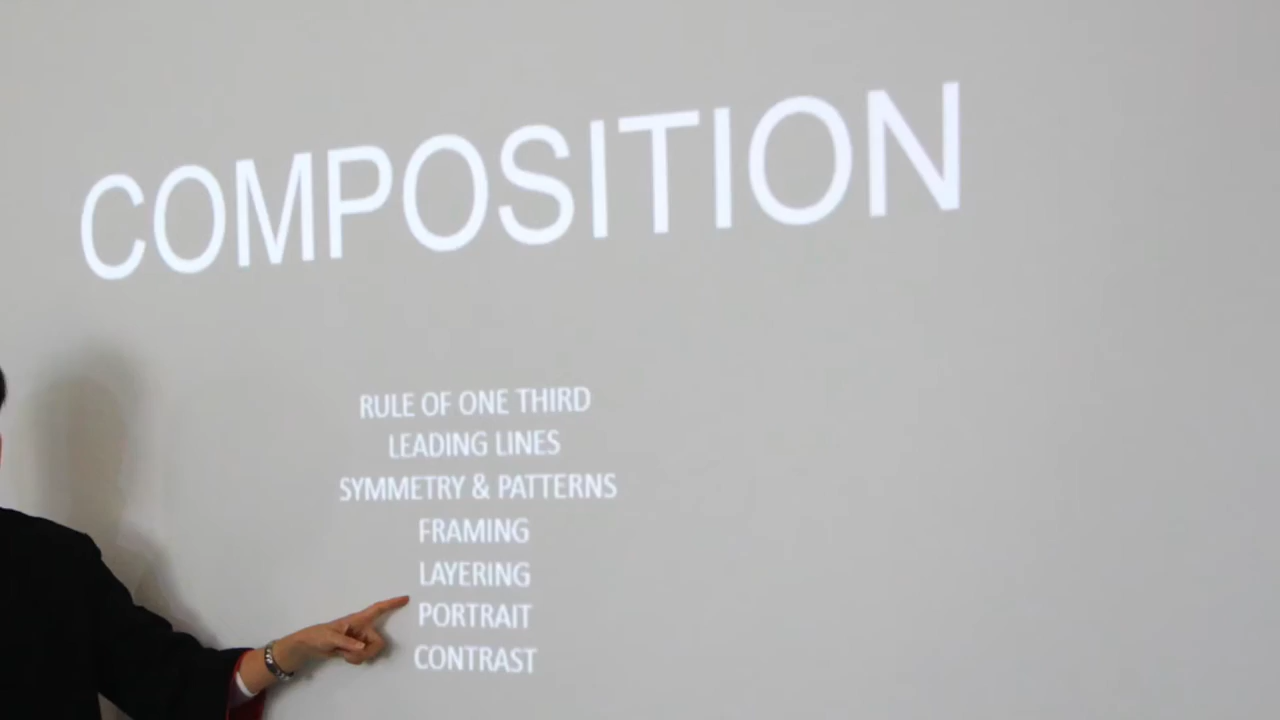 COMPOSITION
RULE OF ONE THIRD
LEADING LINES
SYMMETRY & PATTERNS
FRAMING
LAYERING
PORTRAIT
CONTRAST